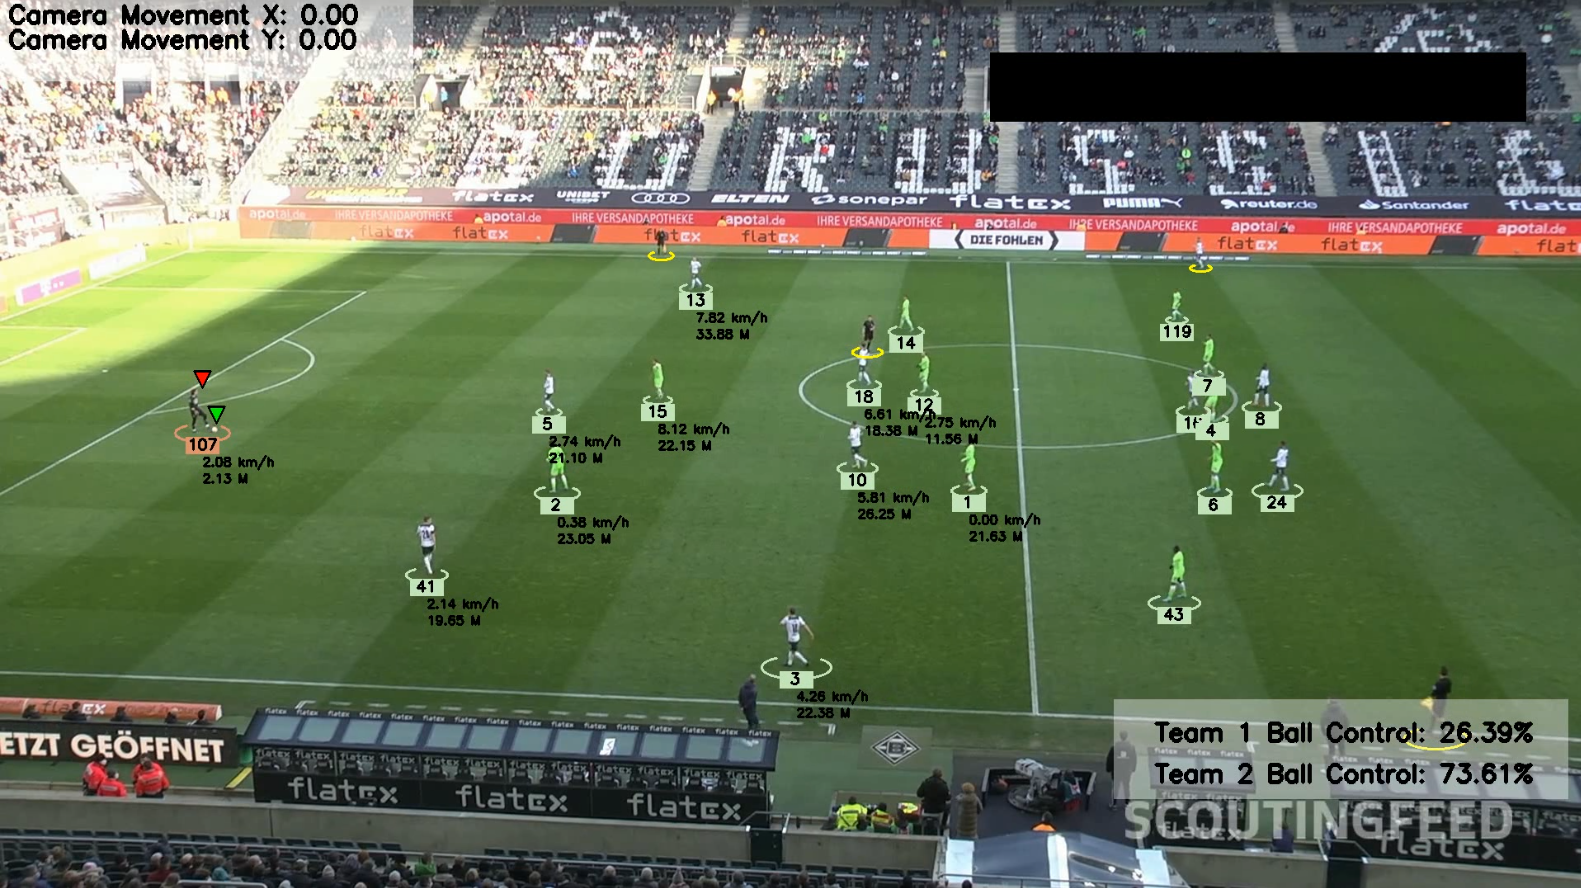 Camera Movement X: 0.00
Camera Movement Y: 0.00
BORUSSIA
flatex
UNIBET
ELTEN
sonepar
flatex
PUMA
reuter.de
Santander
flat
apotal.de
IHRE VERSANDAPOTHEKE
apotal.de
IHRE VERSANDAPOTHEKE
apotal.de
IHRE VERSANDAPOTHEKE
apotal.de
IHRE VERSANDAPOTHEKE
apotal.de
IHRE VERSANDAPOTHEKE
apotal.de
flatex
flatex
flatex
flatex
DIE FOHLEN
flatex
flatex
flat
13
7.82 km/h
33.88 M
119
14
7
18
6.61 km/h
18.38 M
12
2.75 km/h
11.56 M
15
8.12 km/h
22.15 M
5
2.74 km/h
21.10 M
16
4
8
107
2.08 km/h
2.13 M
10
5.81 km/h
26.25 M
2
0.38 km/h
23.05 M
1
0.00 km/h
21.63 M
6
24
41
2.14 km/h
19.65 M
43
3
4.26 km/h
22.38 M
Team 1 Ball Control: 26.39%
Team 2 Ball Control: 73.61%
ETZT GEÖFFNET
flatex
flatex
flatex
SCOUTINGFEED
flatex
flatex